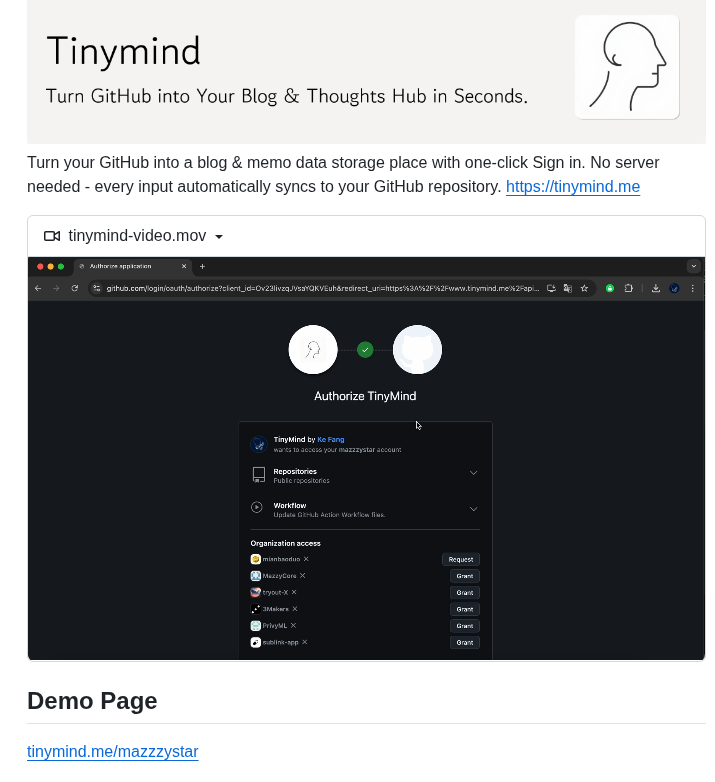 Tinymind
Turn GitHub into Your Blog & Thoughts Hub in Seconds.
Turn your GitHub into a blog & memo data storage place with one-click Sign in. No server
needed - every input automatically syncs to your GitHub repository. https://tinymind.me
tinymind-video.mov
Authorize application
github.com/login/oauth/authorize?client_id=Ov23livzqJVsaYQKVEuh&redirect_uri=https%3A%2F%2Fwww.tinymind.me%2Fapi...
Authorize TinyMind
TinyMind by Ke Fang
wants to access your mazzzystar account
Repositories
Public repositories
Workflow
Update GitHub Action Workflow files.
Organization access
mianbaoduo Request
MazzyCore Grant
tryout-X Grant
3Makers Grant
PrivyML Grant
sublink-app Grant
Demo Page
tinymind.me/mazzzystar